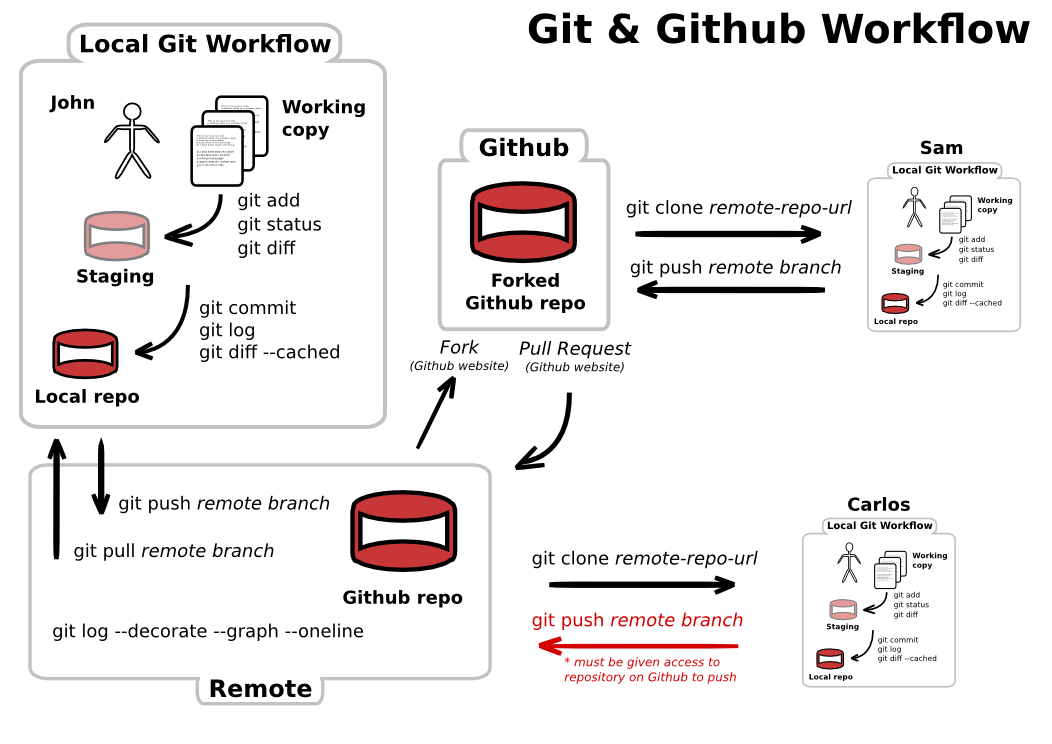 Git & Github Workflow
Local Git Workflow
John
Working
copy
git add
git status
git diff
Staging
git commit
git log
git diff --cached
Local repo
Github
Forked
Github repo
git clone remote-repo-url
git push remote branch
Fork
(Github website)
Pull Request
(Github website)
Sam
Local Git Workflow
Working
copy
git add
git status
git diff
Staging
git commit
git log
git diff --cached
Local repo
git push remote branch
git pull remote branch
Github repo
git log --decorate --graph --oneline
Remote
git clone remote-repo-url
git push remote branch
* must be given access to
repository on Github to push
Carlos
Local Git Workflow
Working
copy
git add
git status
git diff
Staging
git commit
git log
git diff --cached
Local repo